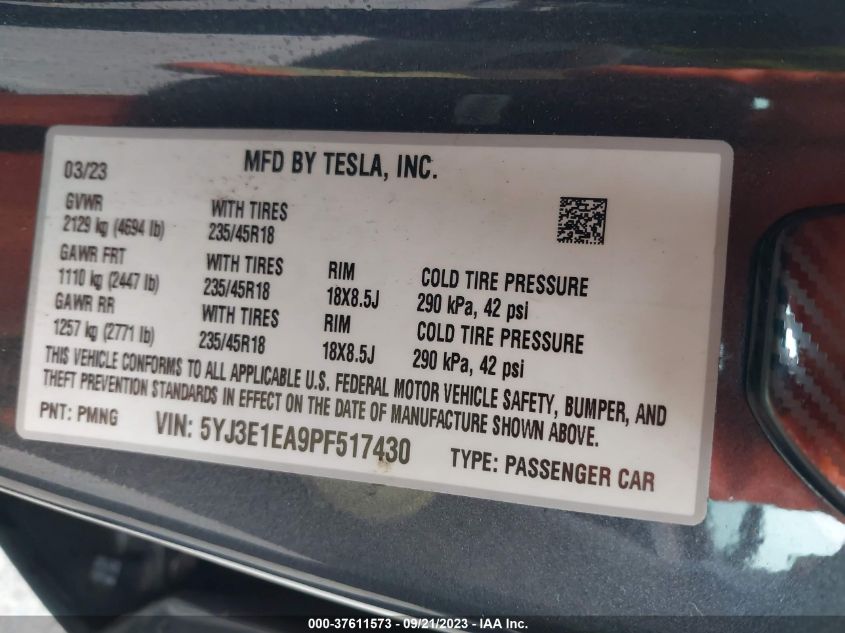 03/23
MFD BY TESLA, INC.
GVWR
2129 kg (4694 lb)
WITH TIRES
235/45R18
GAWR FRT
1110 kg (2447 lb)
WITH TIRES
235/45R18
RIM
18X8.5J
COLD TIRE PRESSURE
290 kPa, 42 psi
GAWR RR
1257 kg (2771 lb)
WITH TIRES
235/45R18
RIM
18X8.5J
COLD TIRE PRESSURE
290 kPa, 42 psi
THIS VEHICLE CONFORMS TO ALL APPLICABLE U.S. FEDERAL MOTOR VEHICLE SAFETY, BUMPER, AND
THEFT PREVENTION STANDARDS IN EFFECT ON THE DATE OF MANUFACTURE SHOWN ABOVE.
PNT: PMNG
VIN: 5YJ3E1EA9PF517430
TYPE: PASSENGER CAR
000-37611573 - 09/21/2023 - IAAI.com